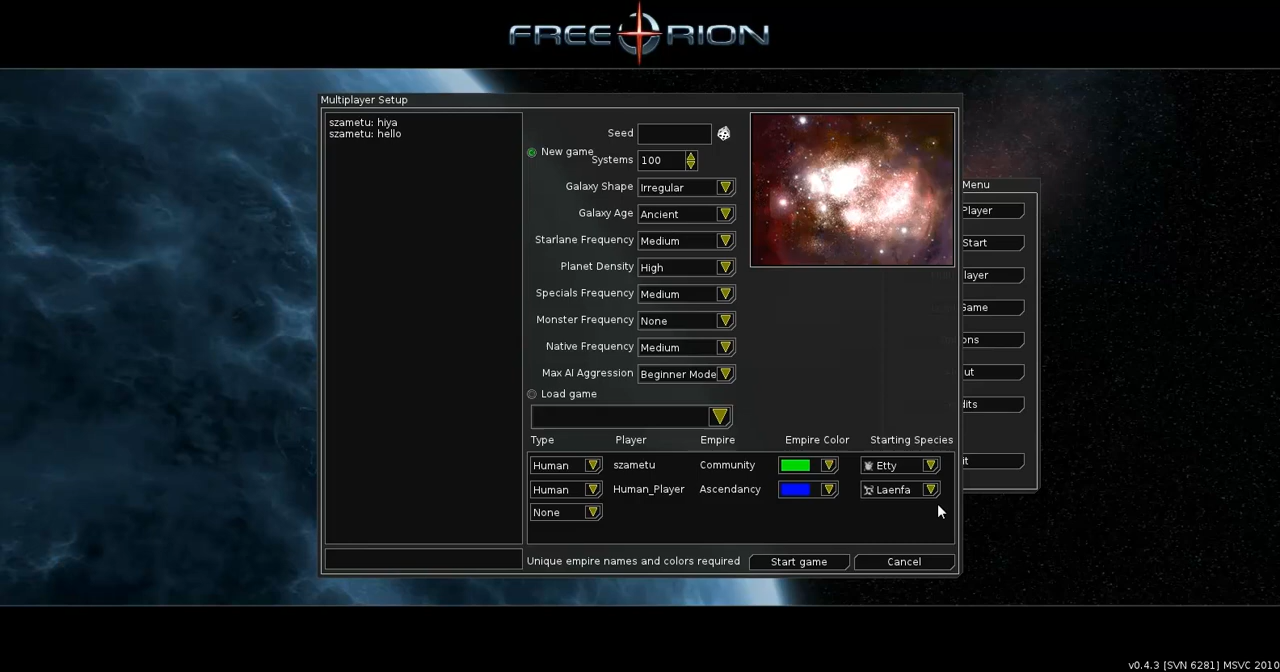 FREEORION
Multiplayer Setup
szametu: hiya
szametu: hello
Seed
New game
Systems 100
Galaxy Shape Irregular
Galaxy Age Ancient
Starlane Frequency Medium
Planet Density High
Specials Frequency Medium
Monster Frequency None
Native Frequency Medium
Max AI Aggression Beginner Mode
Load game
Type Player Empire Empire Color Starting Species
Human szametu Community Etty
Human Human_Player Ascendancy Laenfa
None
Unique empire names and colors required Start game Cancel
Menu
Player
Start
layer
Game
ons
ut
dits
it
v0.4.3 [SVN 6281] MSVC 2010